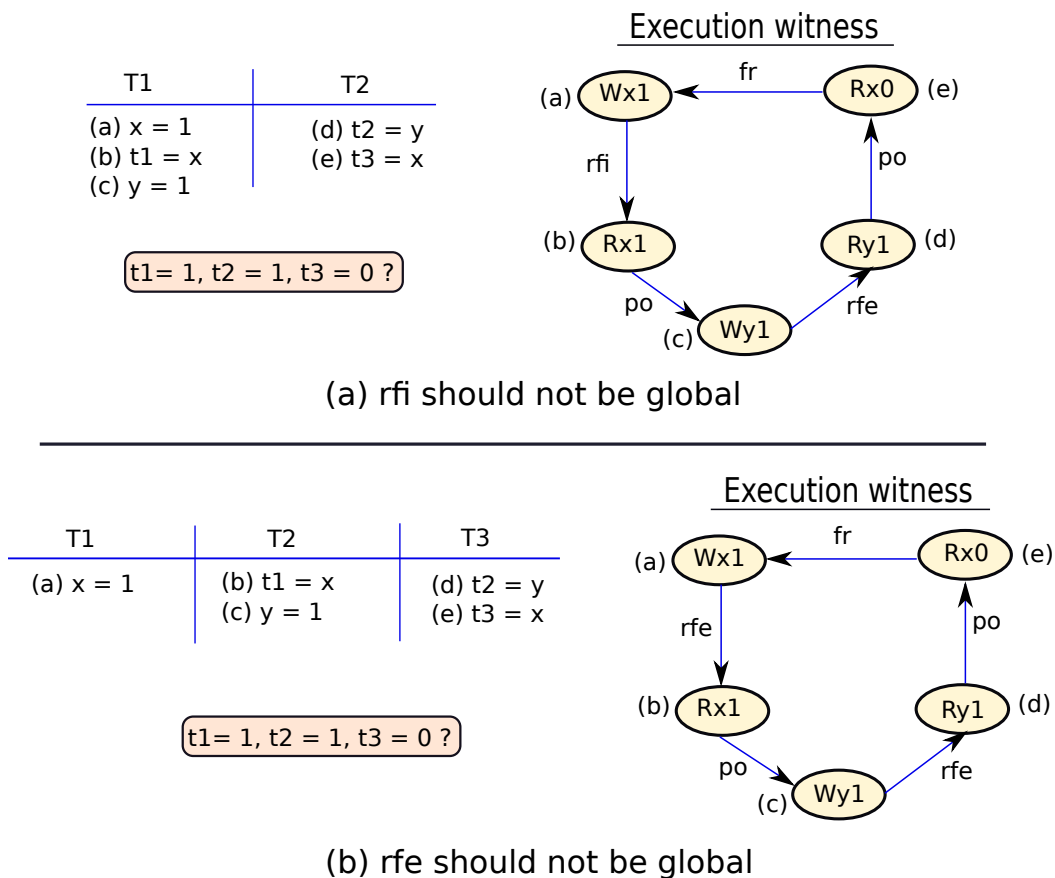 Execution witness
T1 T2
(a) x = 1 (d) t2 = y
(b) t1 = x (e) t3 = x
(c) y = 1
t1= 1, t2 = 1, t3 = 0 ?
(a) Wx1 fr Rx0 (e)
rfi po
(b) Rx1 Ry1 (d)
po rfe
(c) Wy1
(a) rfi should not be global
Execution witness
T1 T2 T3
(a) x = 1 (b) t1 = x (d) t2 = y
(c) y = 1 (e) t3 = x
t1= 1, t2 = 1, t3 = 0 ?
(a) Wx1 fr Rx0 (e)
rfe po
(b) Rx1 Ry1 (d)
po rfe
(c) Wy1
(b) rfe should not be global